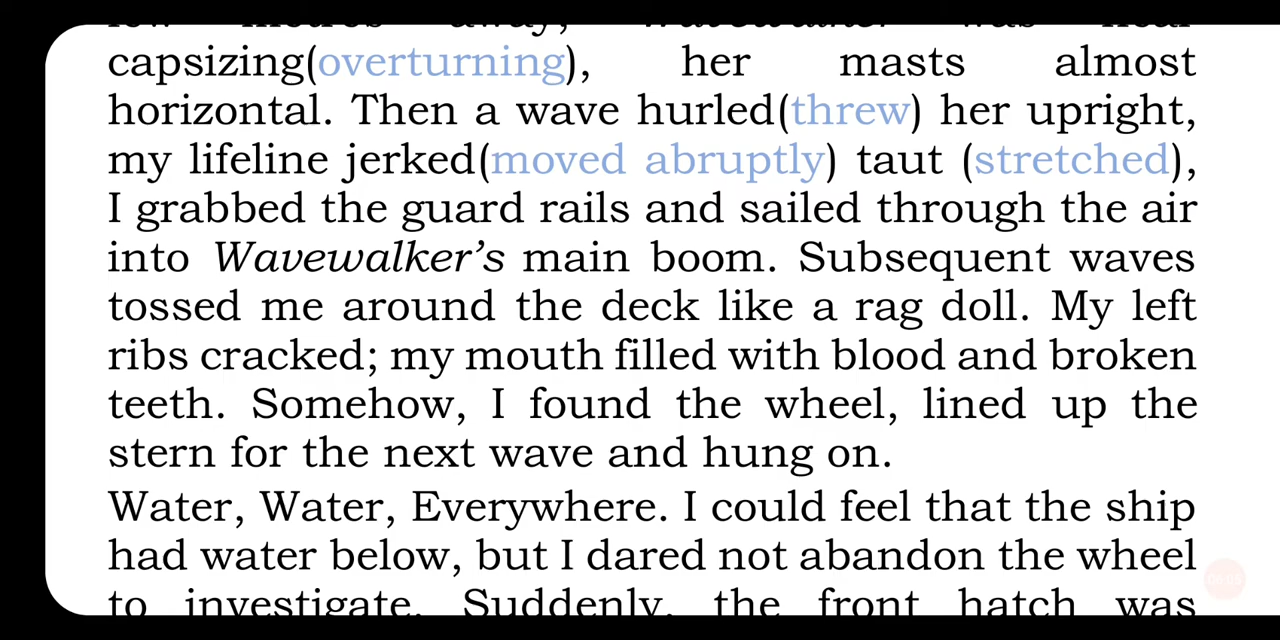 capsizing(overturning), her masts almost
horizontal. Then a wave hurled(threw) her upright,
my lifeline jerked(moved abruptly) taut (stretched),
I grabbed the guard rails and sailed through the air
into Wavewalker’s main boom. Subsequent waves
tossed me around the deck like a rag doll. My left
ribs cracked; my mouth filled with blood and broken
teeth. Somehow, I found the wheel, lined up the
stern for the next wave and hung on.
Water, Water, Everywhere. I could feel that the ship
had water below, but I dared not abandon the wheel
to investigate. Suddenly, the front hatch was